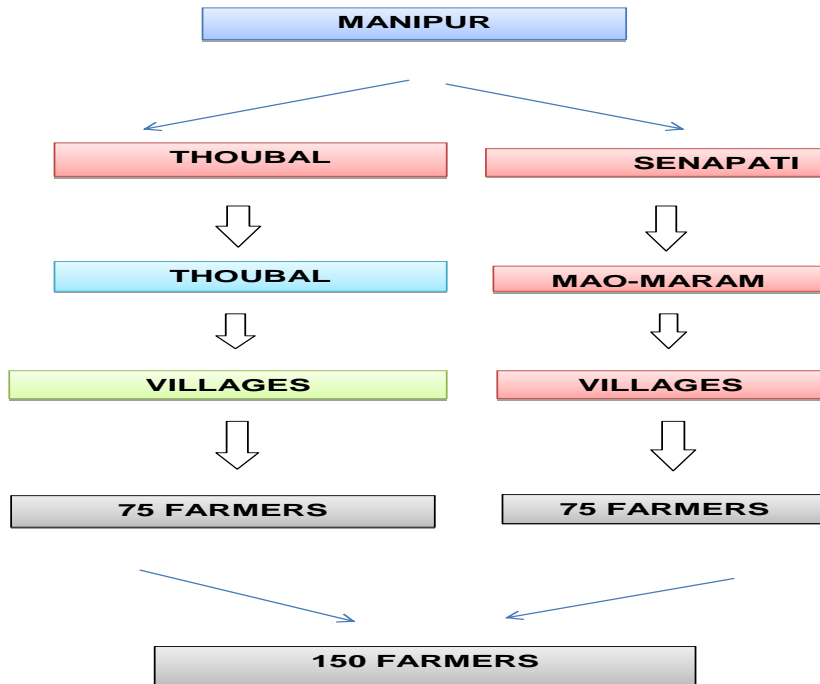 MANIPUR
THOUBAL
SENAPATI
THOUBAL
MAO-MARAM
VILLAGES
VILLAGES
75 FARMERS
75 FARMERS
150 FARMERS